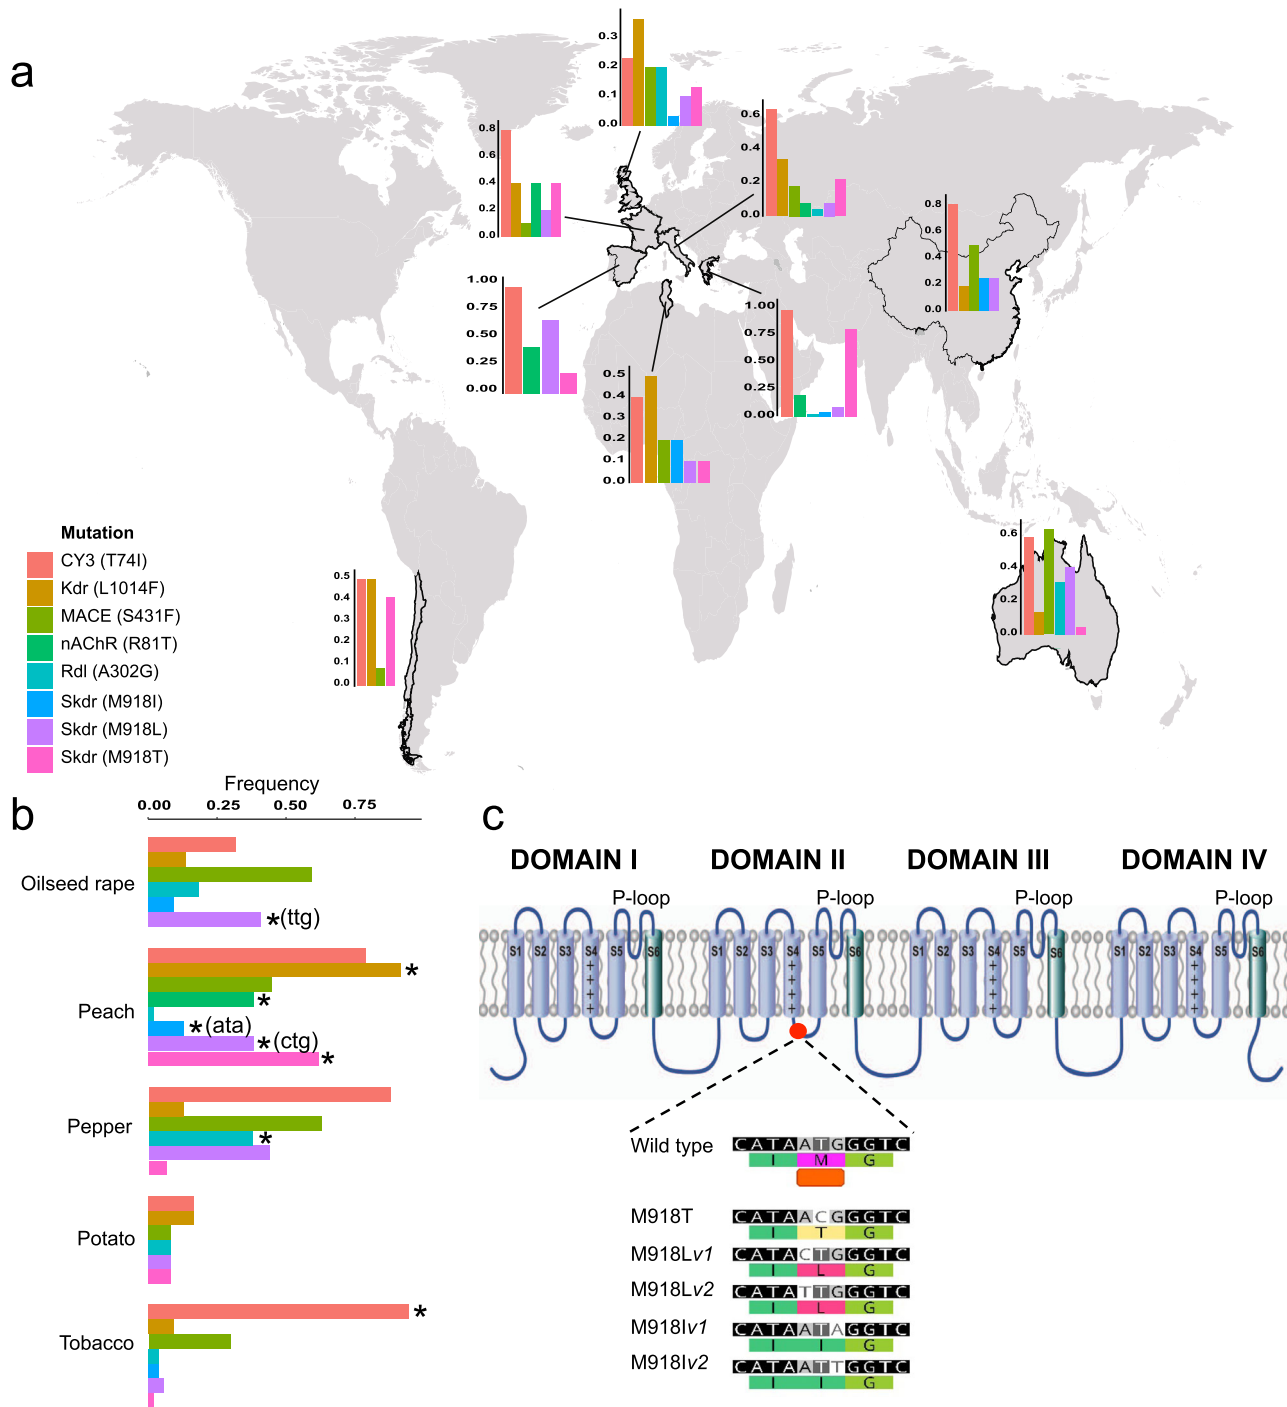 a
0.3
0.2
0.1
0.0
0.8
0.6
0.4
0.2
0.0
0.6
0.4
0.2
0.0
0.8
0.6
0.4
0.2
0.0
1.00
0.75
0.50
0.25
0.00
0.5
0.4
0.3
0.2
0.1
0.0
1.00
0.75
0.50
0.25
0.00
0.6
0.4
0.2
0.0
0.5
0.4
0.3
0.2
0.1
0.0
Mutation
CY3 (T74I)
Kdr (L1014F)
MACE (S431F)
nAChR (R81T)
Rdl (A302G)
Skdr (M918I)
Skdr (M918L)
Skdr (M918T)
b
Frequency
0.00 0.25 0.50 0.75
Oilseed rape
*(ttg)
Peach
*
*
*(ata)
*(ctg)
*
Pepper
*
Potato
Tobacco
*
c
DOMAIN I DOMAIN II DOMAIN III DOMAIN IV
P-loop P-loop P-loop P-loop
S1 S2 S3 S4 S5 S6 S1 S2 S3 S4 S5 S6 S1 S2 S3 S4 S5 S6 S1 S2 S3 S4 S5 S6
+ + + +
+ + + +
+ + + +
+ + + +
Wild type CATAATGGGTC
I M G
M918T CATAACGGGTC
I T G
M918Lv1 CATACTGGGTC
I L G
M918Lv2 CATATTGGGTC
I L G
M918Iv1 CATAATAGGTC
I I G
M918Iv2 CATAATTGGTC
I I G